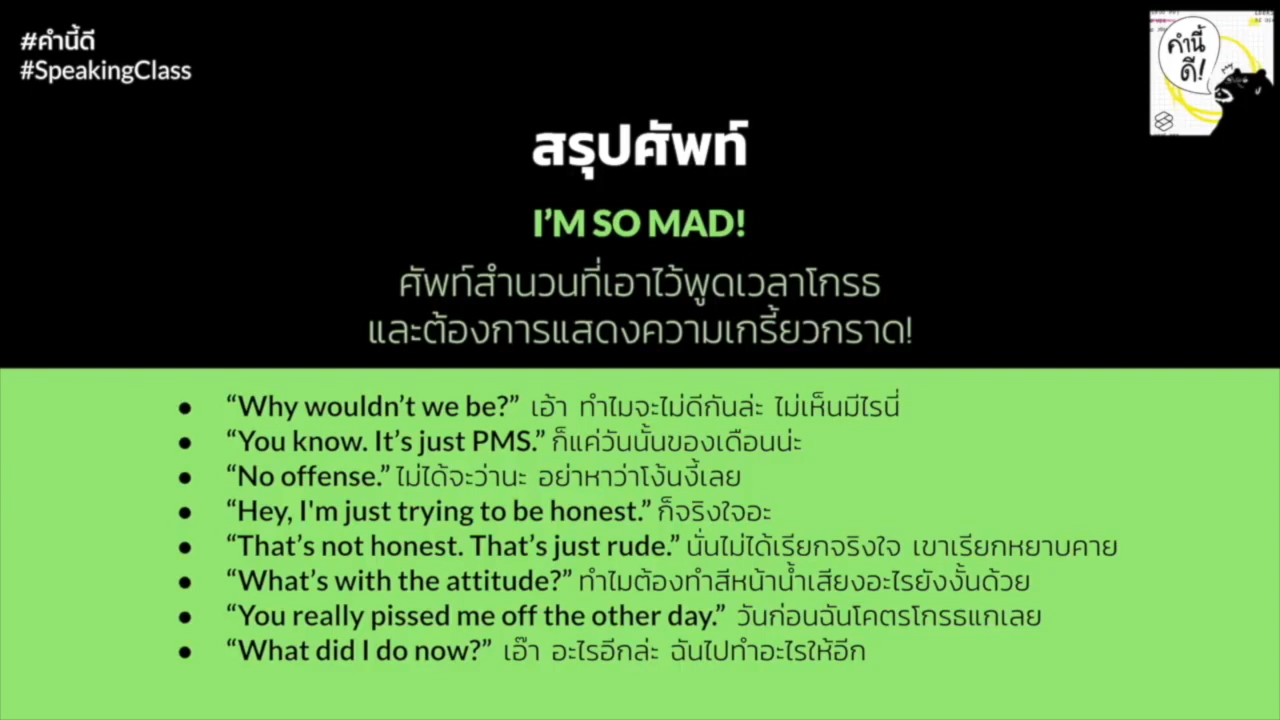 #คำนี้ดี
#SpeakingClass
คำนี้
ดี!
สรุปศัพท์
I’M SO MAD!
ศัพท์สำนวนที่เอาไว้พูดเวลาโกรธ
และต้องการแสดงความเกรี้ยวกราด!
● “Why wouldn’t we be?” เอ้า ทำไมจะไม่ดีกันล่ะ ไม่เห็นมีไรนี่
● “You know. It’s just PMS.” ก็แค่วันนั้นของเดือนน่ะ
● “No offense.” ไม่ได้จะว่านะ อย่าหาว่าโง้นงี้เลย
● “Hey, I'm just trying to be honest.” ก็จริงใจอะ
● “That’s not honest. That’s just rude.” นั่นไม่ได้เรียกจริงใจ เขาเรียกหยาบคาย
● “What’s with the attitude?” ทำไมต้องทำสีหน้าน้ำเสียงอะไรยังงั้นด้วย
● “You really pissed me off the other day.” วันก่อนฉันโคตรโกรธแกเลย
● “What did I do now?” เอ๊า อะไรอีกล่ะ ฉันไปทำอะไรให้อีก